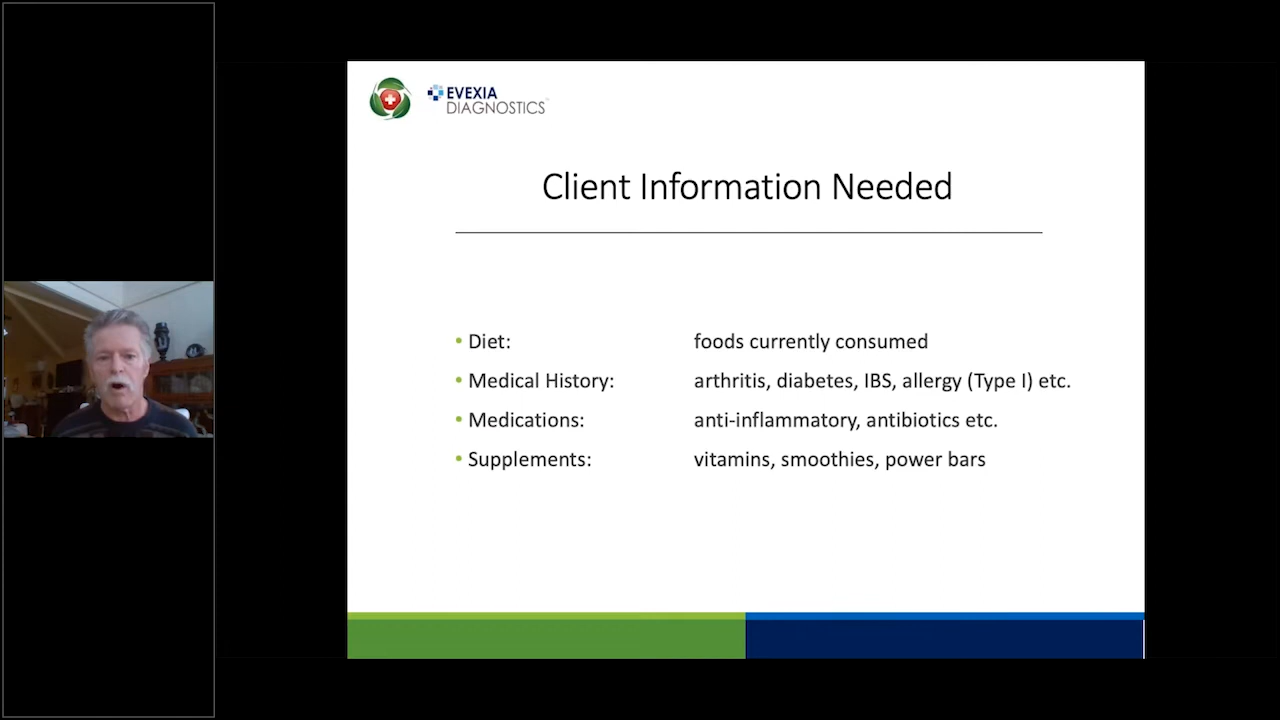 EVEXIA
DIAGNOSTICS
Client Information Needed
• Diet: foods currently consumed
• Medical History: arthritis, diabetes, IBS, allergy (Type I) etc.
• Medications: anti-inflammatory, antibiotics etc.
• Supplements: vitamins, smoothies, power bars